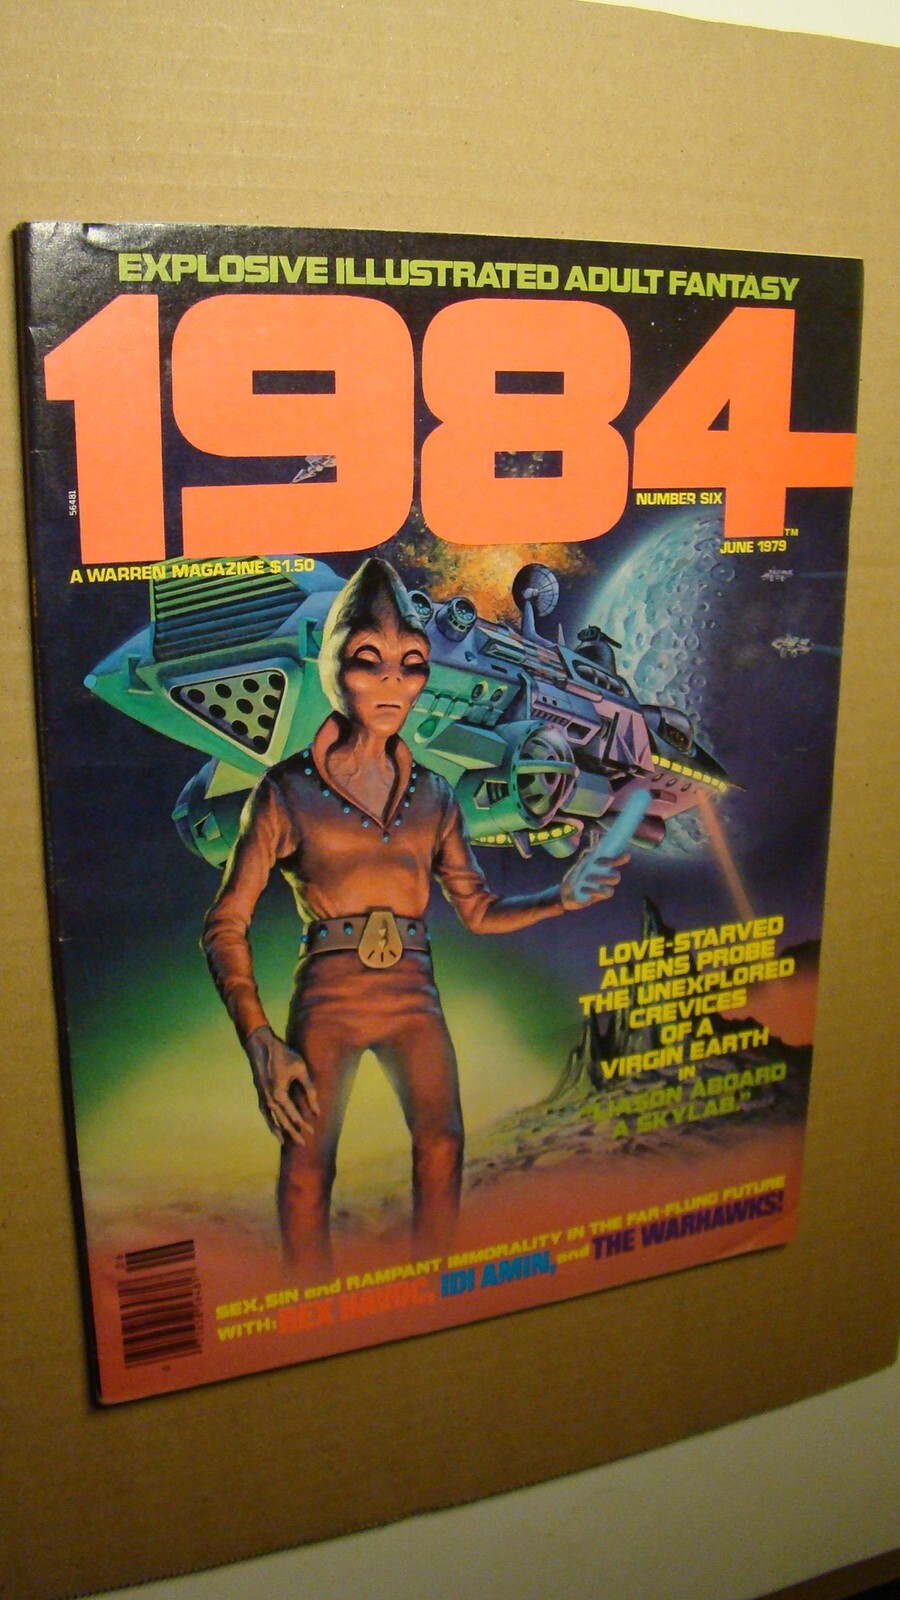 EXPLOSIVE ILLUSTRATED ADULT FANTASY
1984
56481
NUMBER SIX
TM
JUNE 1979
A WARREN MAGAZINE $1.50
LOVE-STARVED
ALIENS PROBE
THE UNEXPLORED
CREVICES
OF A
VIRGIN EARTH
IN
"LIASON ABOARD
A SKYLAB."
SEX, SIN and RAMPANT IMMORALITY IN THE FAR-FLUNG FUTURE
WITH: REX HAVOC, IDI AMIN, and THE WARHAWKS!
06